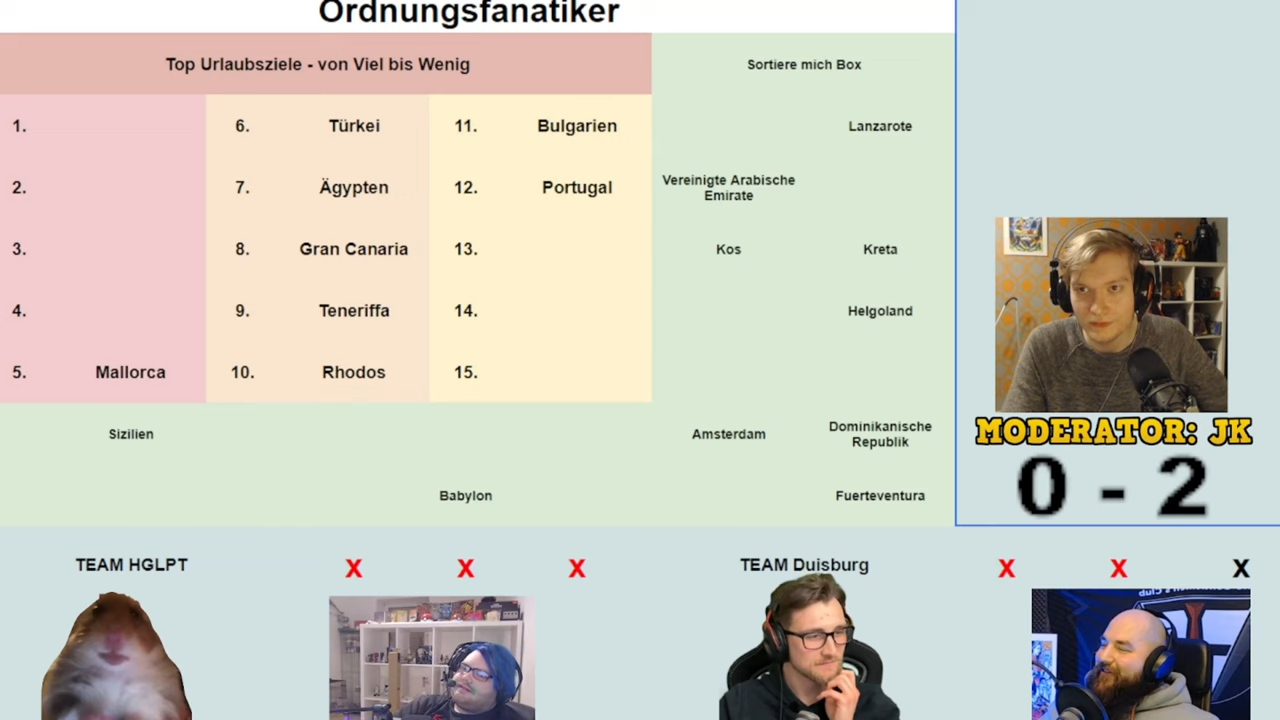 Ordnungsfanatiker
Top Urlaubsziele - von Viel bis Wenig
Sortiere mich Box
1.
6. Türkei
11. Bulgarien
Lanzarote
2.
7. Ägypten
12. Portugal
Vereinigte Arabische
Emirate
3.
8. Gran Canaria
13.
Kos
Kreta
4.
9. Teneriffa
14.
Helgoland
5. Mallorca
10. Rhodos
15.
Sizilien
Amsterdam
Dominikanische
Republik
Babylon
Fuerteventura
MODERATOR: JK
0 - 2
TEAM HGLPT
X X X
TEAM Duisburg
X X X